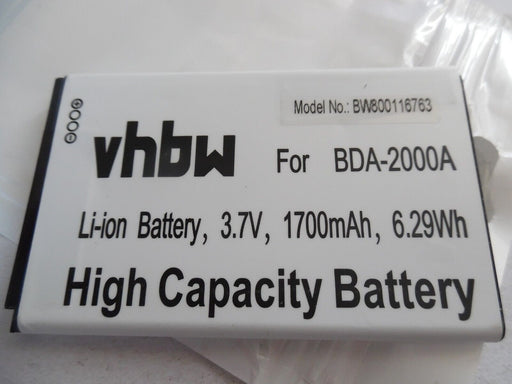 Model No.: BW800116763
vhbw For BDA-2000A
Li-ion Battery, 3.7V, 1700mAh, 6.29Wh
High Capacity Battery